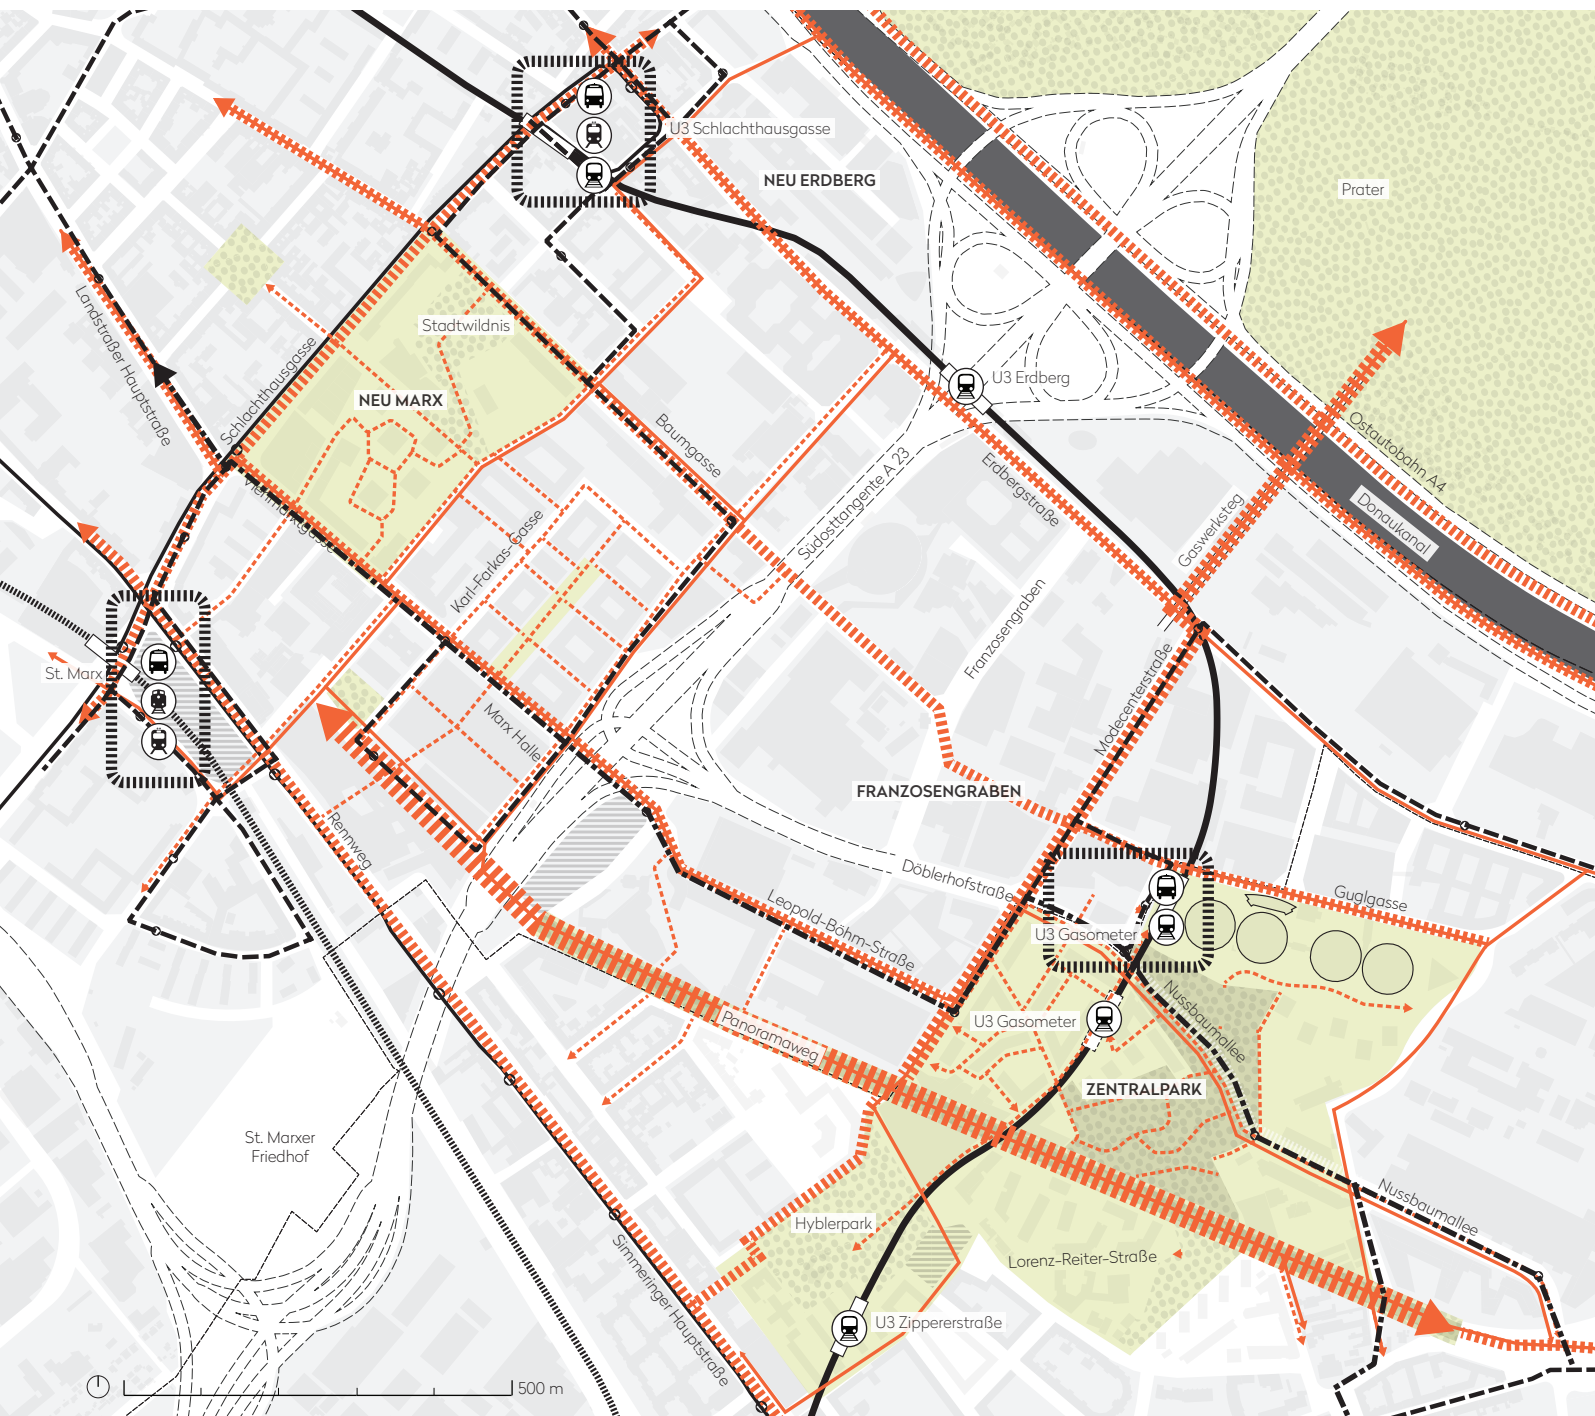 U3 Schlachthausgasse
NEU ERDBERG
Prater
Landstraßer Hauptstraße
Stadtwildnis
Schlachthausgasse
NEU MARX
U3 Erdberg
Ostautobahn A4
Baumgasse
Südosttangente A 23
Erdbergstraße
Gaswerksteg
Donaukanal
Viehmarktgasse
Karl-Farkas-Gasse
Franzosengraben
St. Marx
Modecenterstraße
Marx Halle
FRANZOSENGRABEN
Rennweg
Döblerhofstraße
Guglgasse
Leopold-Böhm-Straße
U3 Gasometer
Nussbaumallee
U3 Gasometer
Panoramaweg
ZENTRALPARK
St. Marxer
Friedhof
Nussbaumallee
Hyblerpark
Lorenz-Reiter-Straße
Simmeringer Hauptstraße
U3 Zippererstraße
500 m